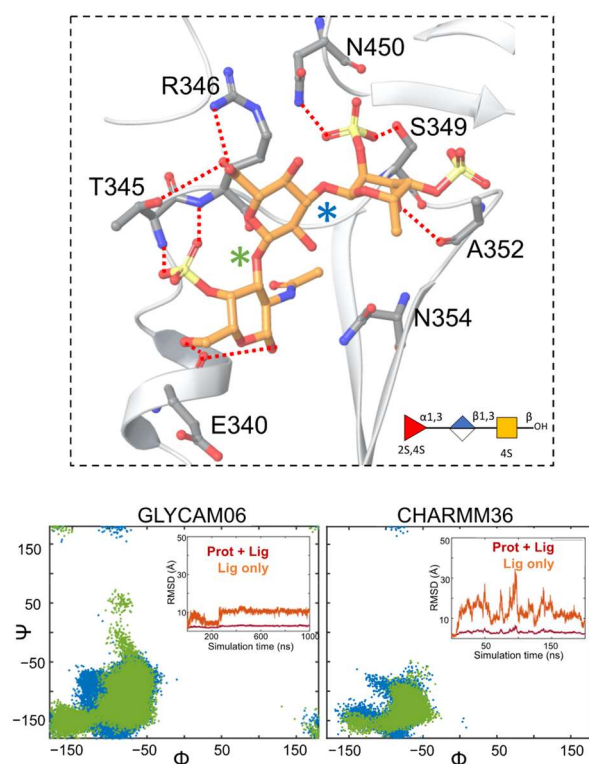 N450
R346
S349
T345
*
*
A352
N354
E340
α1,3
β1,3
β
OH
2S,4S
4S
GLYCAM06
CHARMM36
150
50
−50
−150
Ψ
50
30
10
RMSD (Å)
Prot + Lig
Lig only
200
600
1000
Simulation time (ns)
50
30
10
RMSD (Å)
Prot + Lig
Lig only
50
150
Simulation time (ns)
−150
−50
50
150
−150
−50
50
150
Φ
Φ